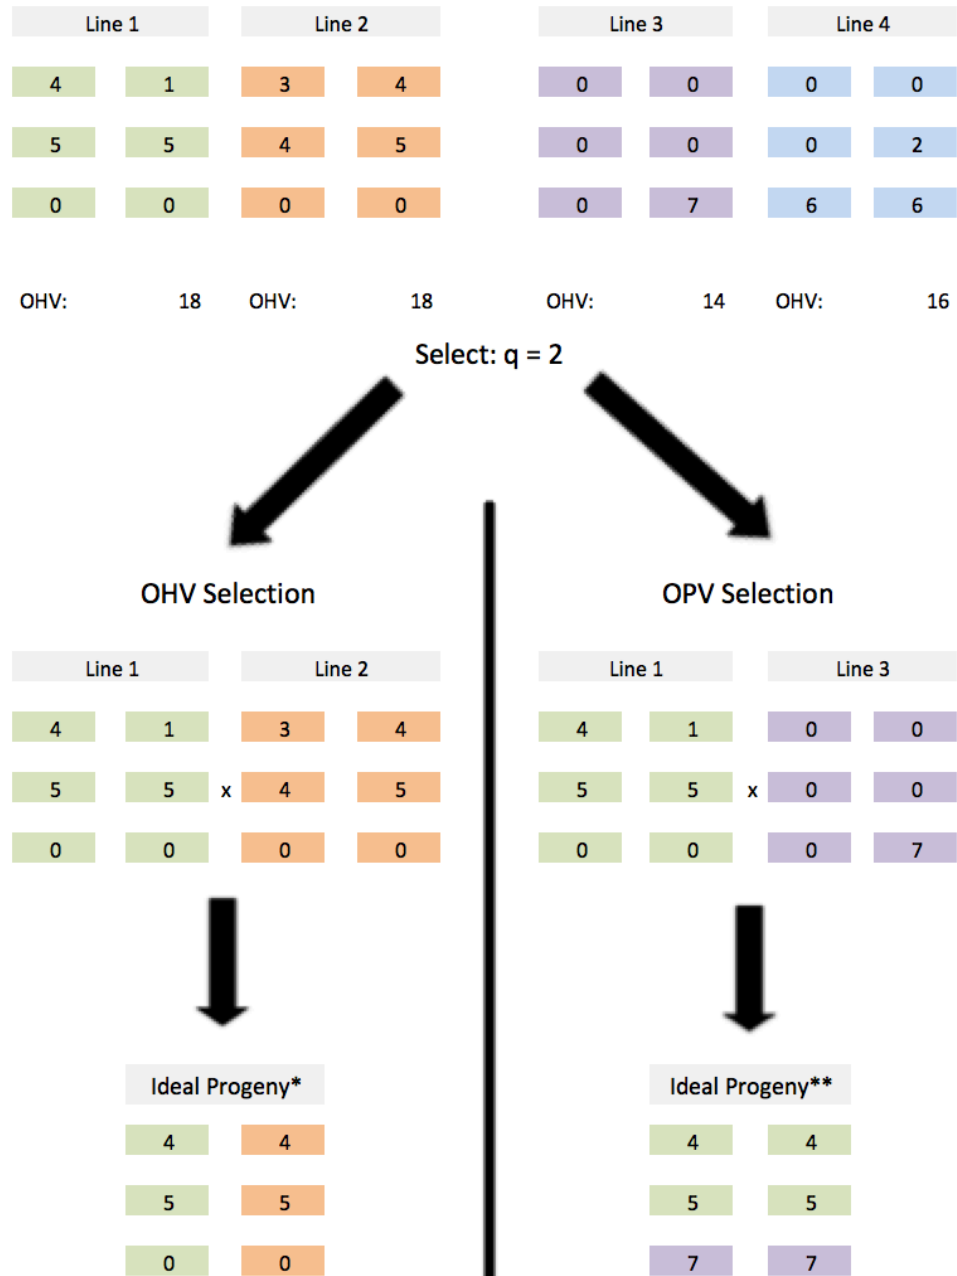 Line 1 Line 2 Line 3 Line 4
4 1 3 4 0 0 0 0
5 5 4 5 0 0 0 2
0 0 0 0 0 7 6 6
OHV: 18 OHV: 18 OHV: 14 OHV: 16
Select: q = 2
OHV Selection OPV Selection
Line 1 Line 2 Line 1 Line 3
4 1 3 4 4 1 0 0
5 5 x 4 5 5 5 x 0 0
0 0 0 0 0 0 0 7
Ideal Progeny* Ideal Progeny**
4 4 4 4
5 5 5 5
0 0 7 7